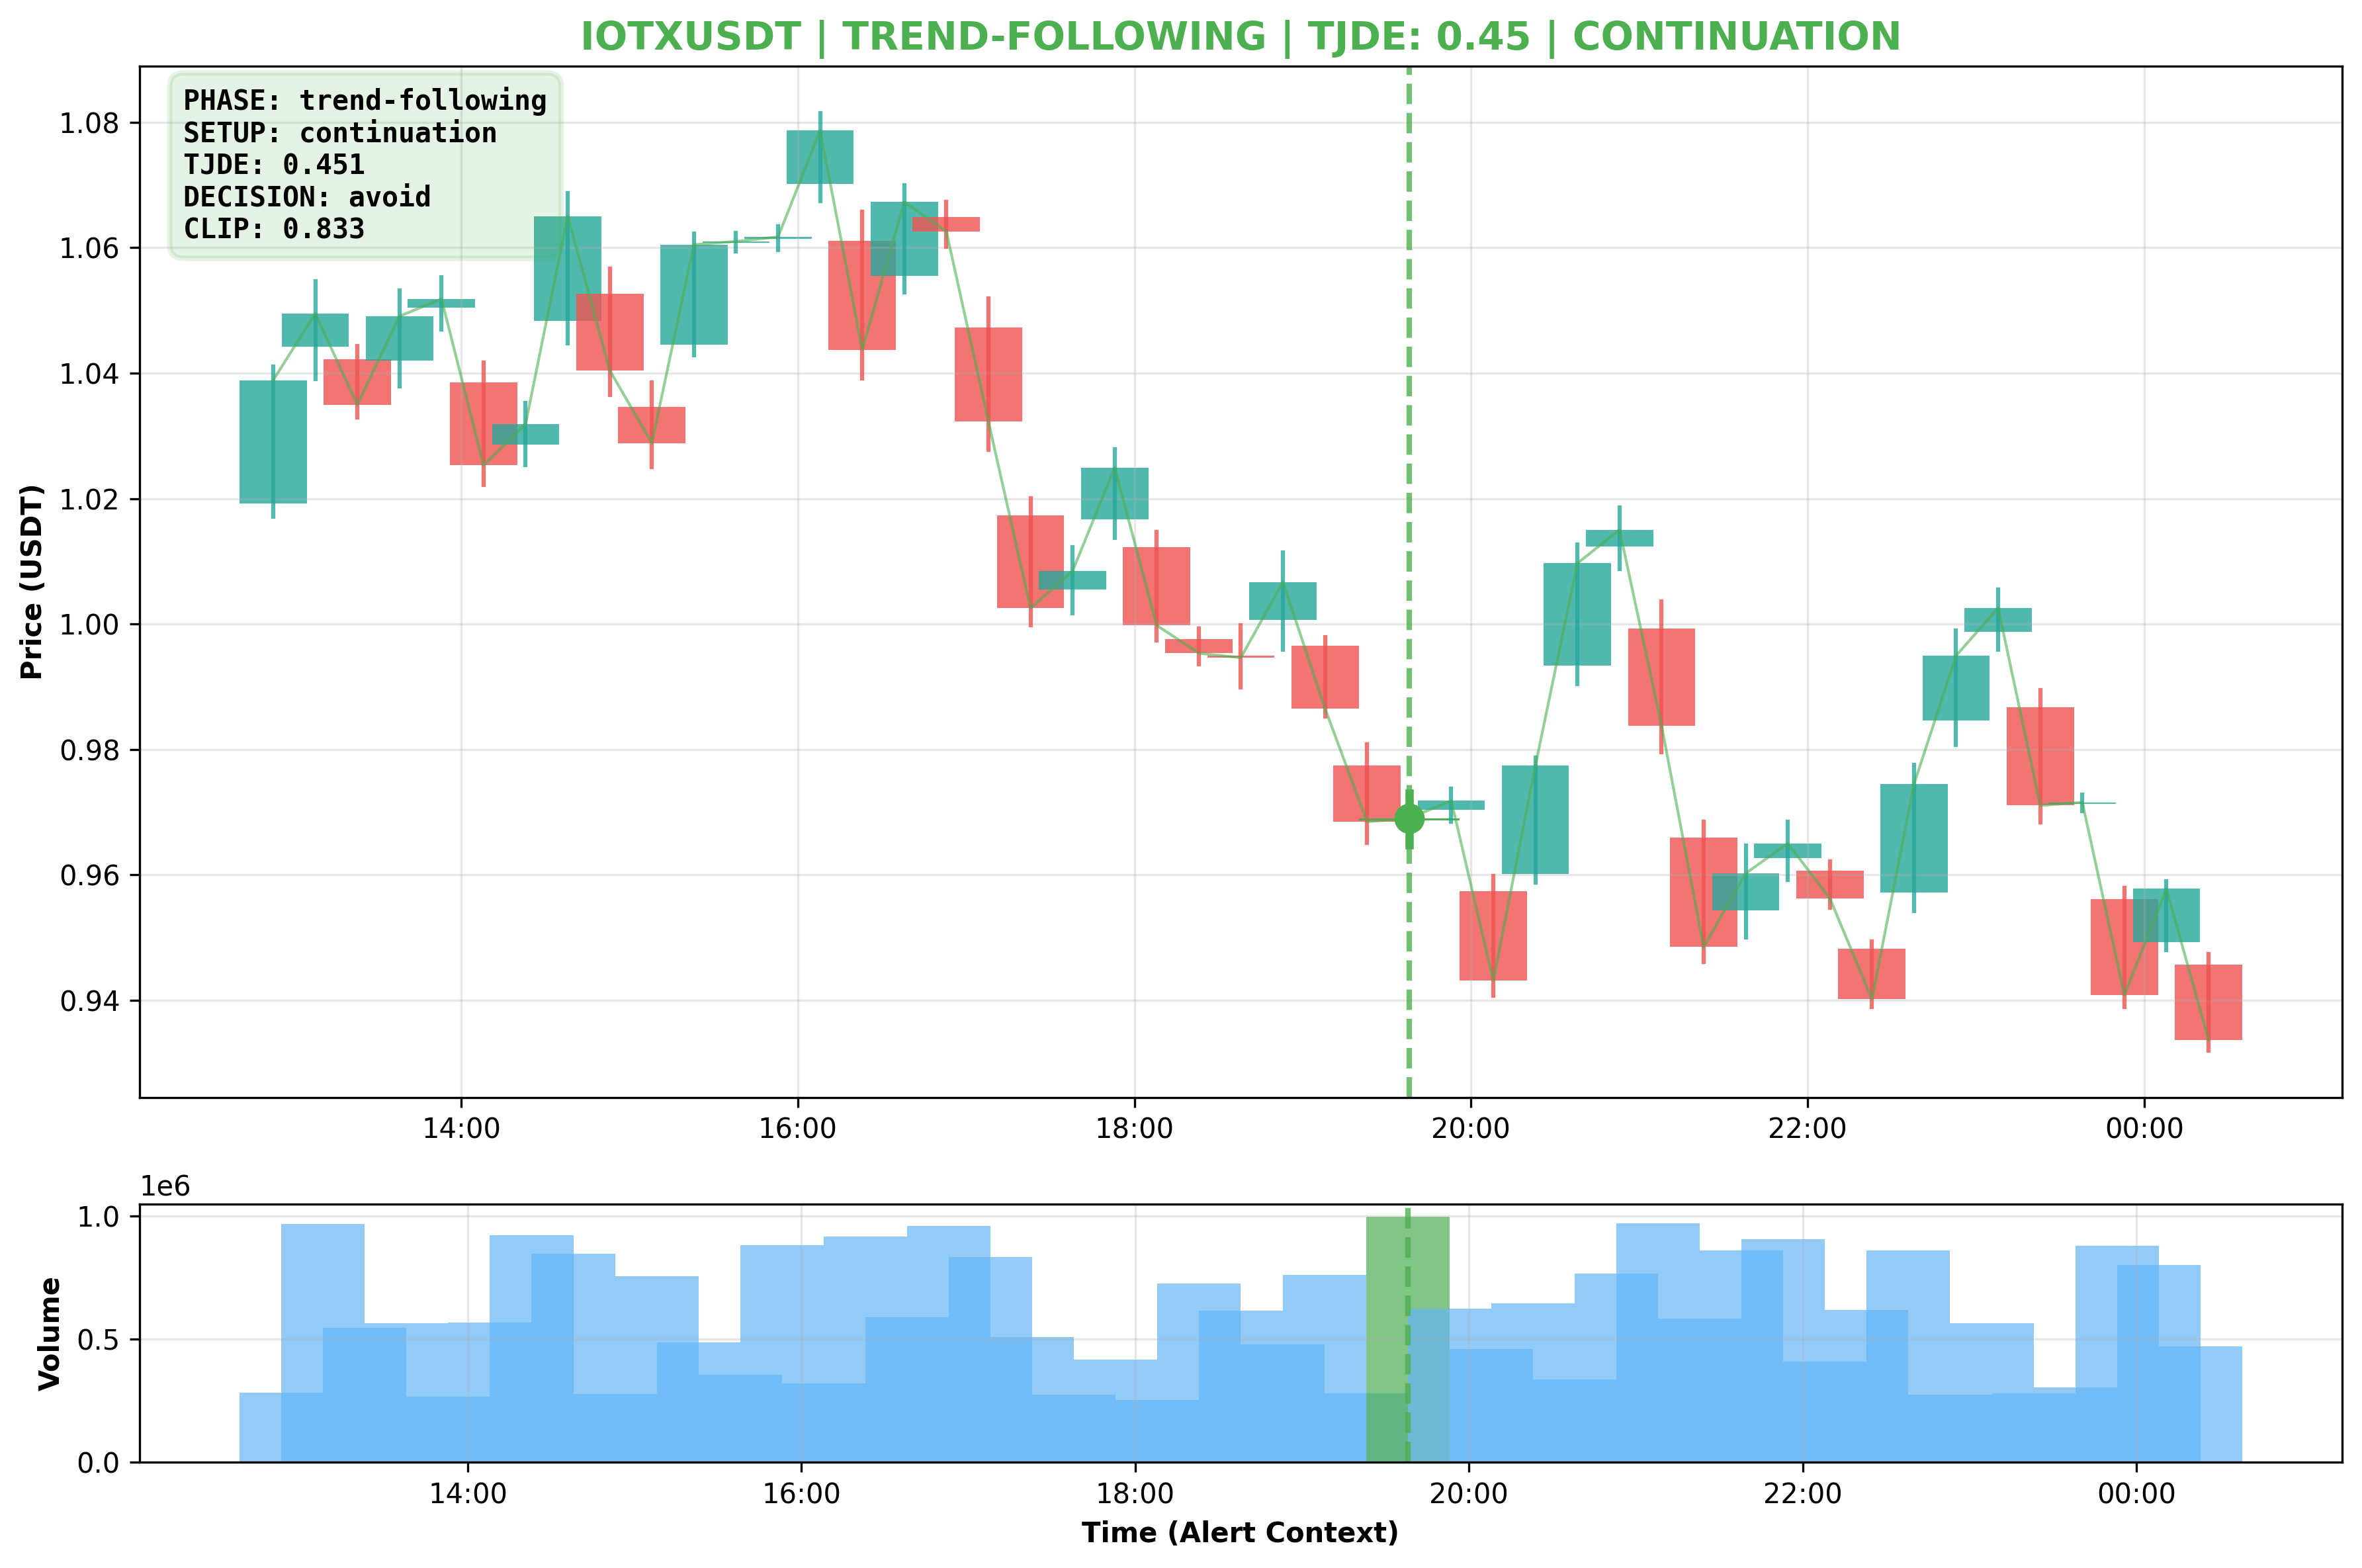 IOTXUSDT | TREND-FOLLOWING | TJDE: 0.45 | CONTINUATION
PHASE: trend-following
SETUP: continuation
TJDE: 0.451
DECISION: avoid
CLIP: 0.833
Price (USDT)
1.08
1.06
1.04
1.02
1.00
0.98
0.96
0.94
14:00 16:00 18:00 20:00 22:00 00:00
1e6
Volume
1.0
0.5
0.0
14:00 16:00 18:00 20:00 22:00 00:00
Time (Alert Context)